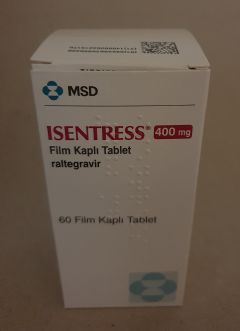 MSD
ISENTRESS® 400 mg
Film Kaplı Tablet
raltegravir
60 Film Kaplı Tablet